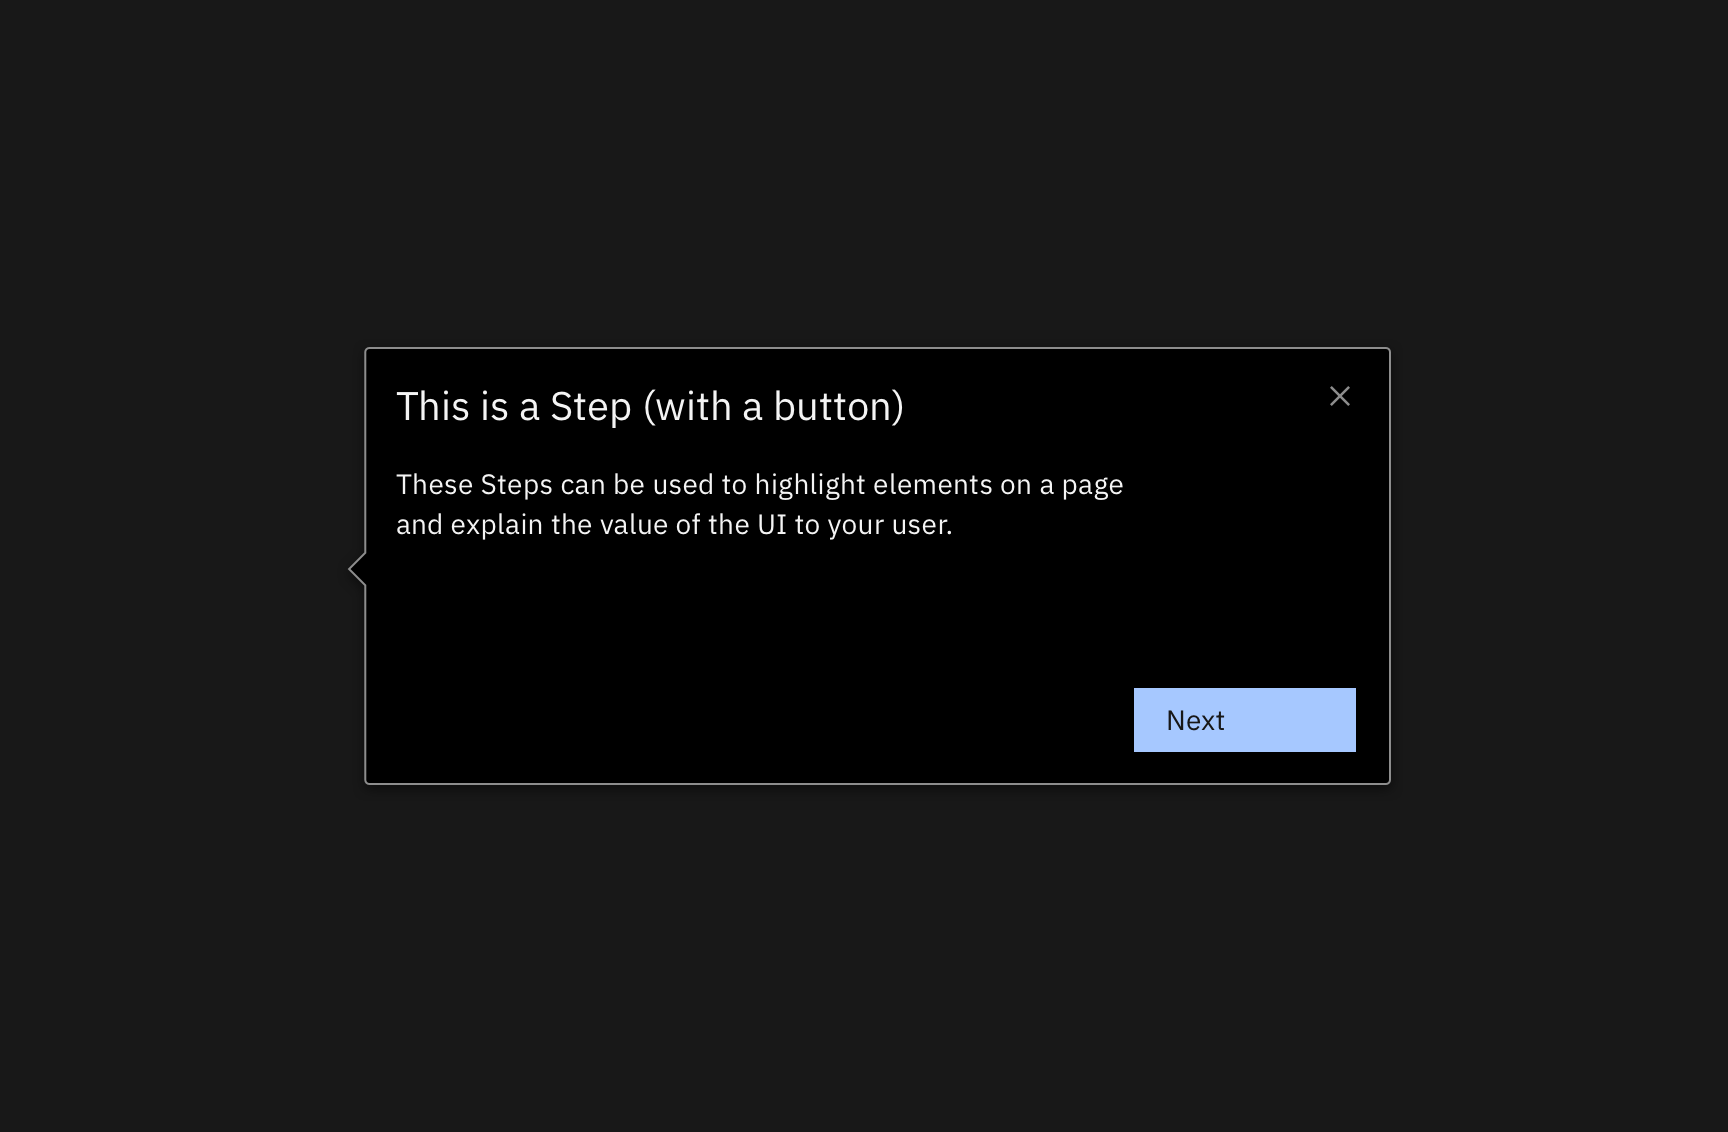 This is a Step (with a button)
These Steps can be used to highlight elements on a page
and explain the value of the UI to your user.
Next